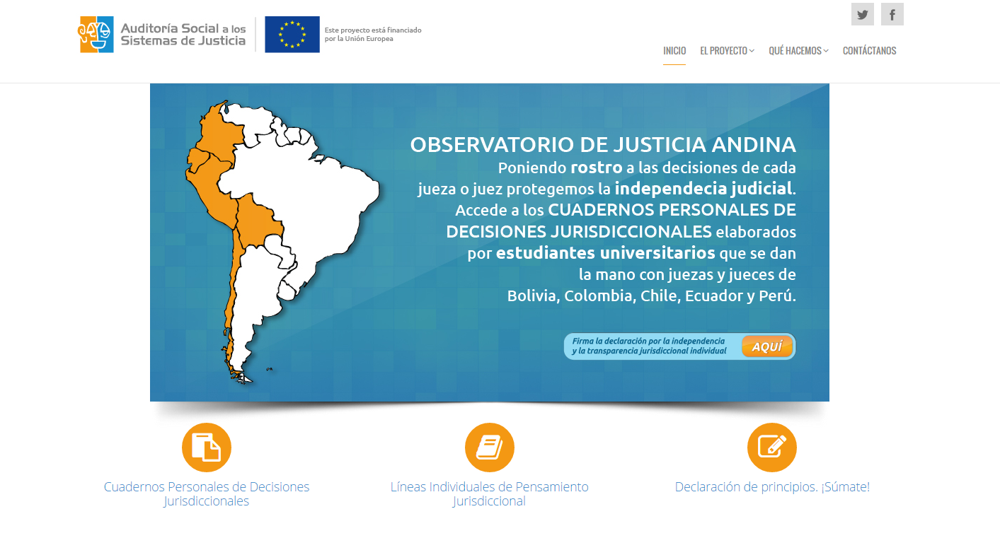 Auditoría Social a los
Sistemas de Justicia
Este proyecto está financiado
por la Unión Europea
INICIO
EL PROYECTO
QUÉ HACEMOS
CONTÁCTANOS
OBSERVATORIO DE JUSTICIA ANDINA
Poniendo rostro a las decisiones de cada
jueza o juez protegemos la independecia judicial.
Accede a los CUADERNOS PERSONALES DE
DECISIONES JURISDICCIONALES elaborados
por estudiantes universitarios que se dan
la mano con juezas y jueces de
Bolivia, Colombia, Chile, Ecuador y Perú.
Firma la declaración por la independencia
y la transparencia jurisdiccional individual
AQUÍ
Cuadernos Personales de Decisiones
Jurisdiccionales
Líneas Individuales de Pensamiento
Jurisdiccional
Declaración de principios. ¡Súmate!